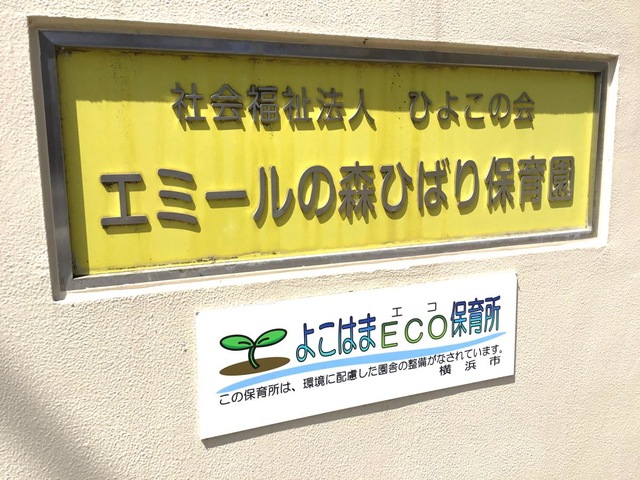 社会福祉法人　ひよこの会
エミールの森ひばり保育園
エコ
よこはまECO保育所
この保育所は、環境に配慮した園舎の整備がなされています。
横浜市